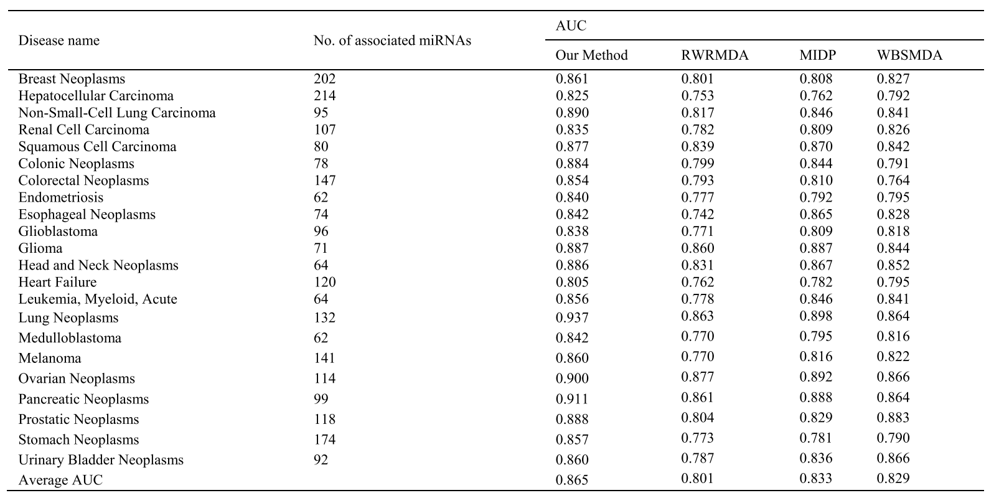 Disease name No. of associated miRNAs AUC
Our Method RWRMDA MIDP WBSMDA
Breast Neoplasms 202 0.861 0.801 0.808 0.827
Hepatocellular Carcinoma 214 0.825 0.753 0.762 0.792
Non-Small-Cell Lung Carcinoma 95 0.890 0.817 0.846 0.841
Renal Cell Carcinoma 107 0.835 0.782 0.809 0.826
Squamous Cell Carcinoma 80 0.877 0.839 0.870 0.842
Colonic Neoplasms 78 0.884 0.799 0.844 0.791
Colorectal Neoplasms 147 0.854 0.793 0.810 0.764
Endometriosis 62 0.840 0.777 0.792 0.795
Esophageal Neoplasms 74 0.842 0.742 0.865 0.828
Glioblastoma 96 0.838 0.771 0.809 0.818
Glioma 71 0.887 0.860 0.887 0.844
Head and Neck Neoplasms 64 0.886 0.831 0.867 0.852
Heart Failure 120 0.805 0.762 0.782 0.795
Leukemia, Myeloid, Acute 64 0.856 0.778 0.846 0.841
Lung Neoplasms 132 0.937 0.863 0.898 0.864
Medulloblastoma 62 0.842 0.770 0.795 0.816
Melanoma 141 0.860 0.770 0.816 0.822
Ovarian Neoplasms 114 0.900 0.877 0.892 0.866
Pancreatic Neoplasms 99 0.911 0.861 0.888 0.864
Prostatic Neoplasms 118 0.888 0.804 0.829 0.883
Stomach Neoplasms 174 0.857 0.773 0.781 0.790
Urinary Bladder Neoplasms 92 0.860 0.787 0.836 0.866
Average AUC 0.865 0.801 0.833 0.829